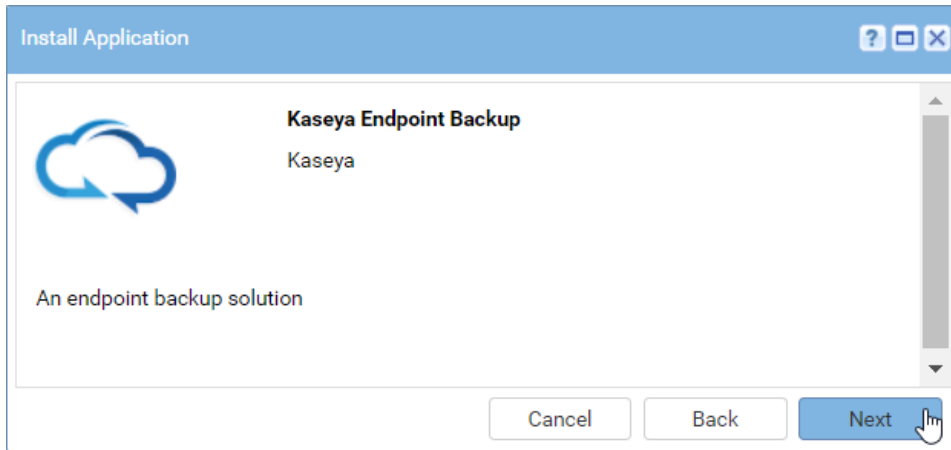 Install Application
Kaseya Endpoint Backup
Kaseya
An endpoint backup solution
Cancel
Back
Next